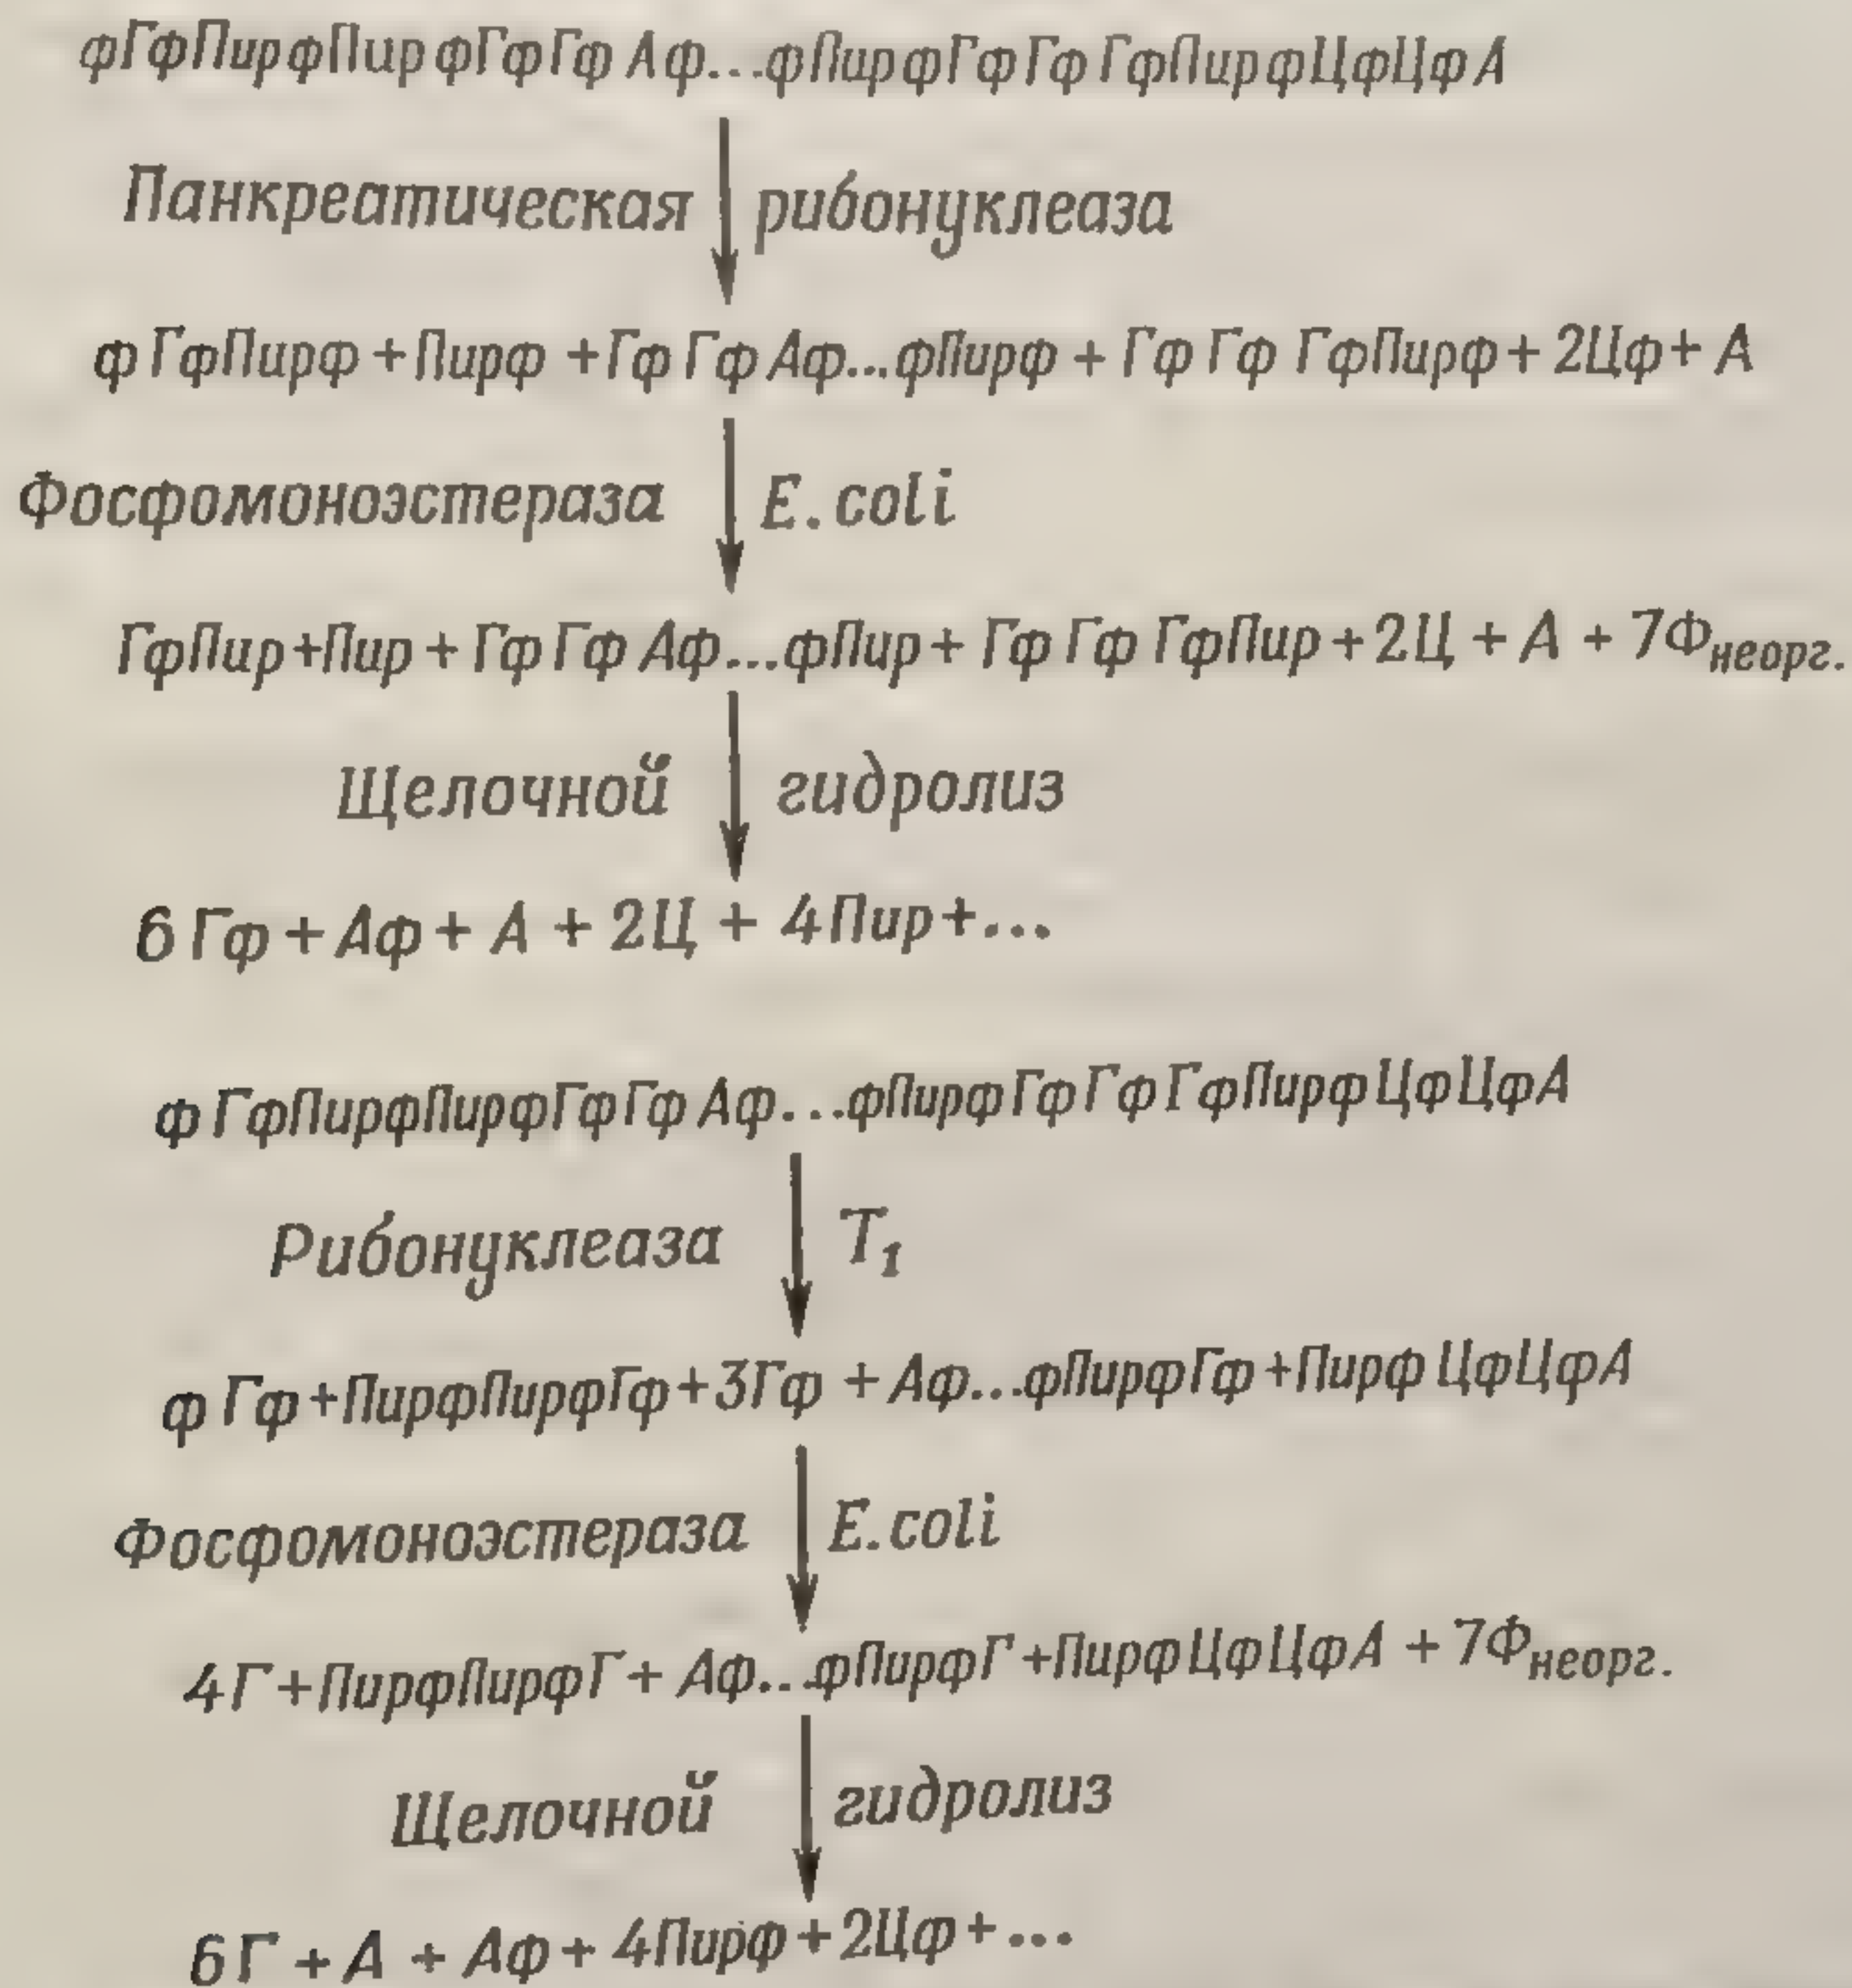 фГфПирфПирфГфГфАф...фПирфГфГфГфПирфЦфЦфА
Панкреатическая рибонуклеаза
фГфПирф+Пирф+ГфГфАф...фПирф+ГфГфГфПирф+2Цф+А
Фосфомоноэстераза E.coli
ГфПир+Пир+ГфГфАф...фПир+ГфГфГфПир+2Ц+А+7Фнеорг.
Щелочной гидролиз
6Гф+Аф+А+2Ц+4Пир+...
фГфПирфПирфГфГфАф...фПирфГфГфГфПирфЦфЦфА
Рибонуклеаза T₁
фГф+ПирфПирфГф+3Гф+Аф...фПирфГф+ПирфЦфЦфА
Фосфомоноэстераза E.coli
4Г+ПирфПирфГ+Аф...фПирфГ+ПирфЦфЦфА+7Фнеорг.
Щелочной гидролиз
6Г+А+Аф+4Пирф+2Цф+...